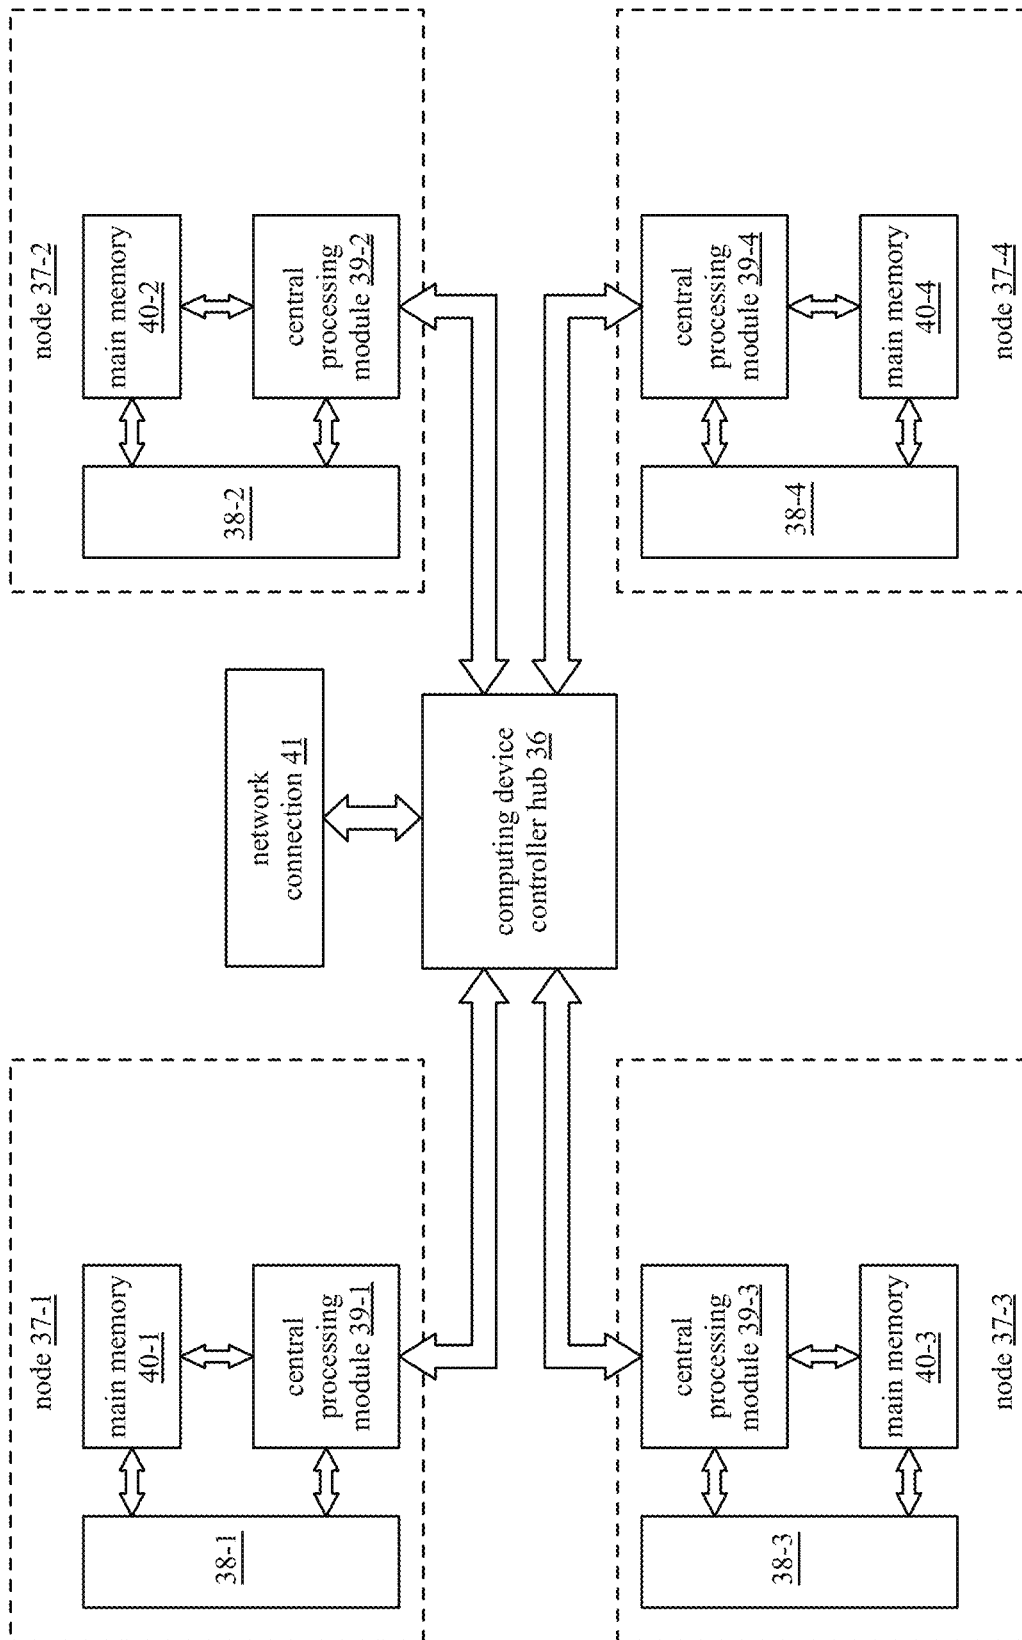 node 37-1
main memory
40-1
central
processing
module 39-1
38-1
network
connection 41
computing device
controller hub 36
node 37-2
main memory
40-2
central
processing
module 39-2
38-2
central
processing
module 39-3
main memory
40-3
38-3
node 37-3
central
processing
module 39-4
main memory
40-4
38-4
node 37-4